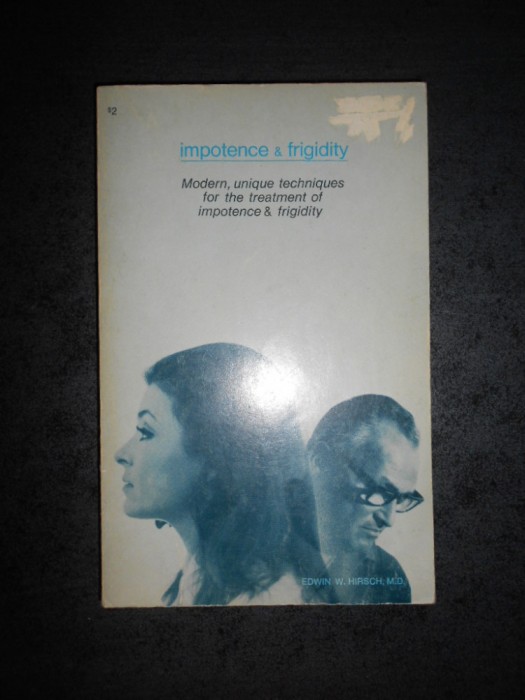 $2
impotence & frigidity
Modern, unique techniques
for the treatment of
impotence & frigidity
EDWIN W. HIRSCH, M.D.